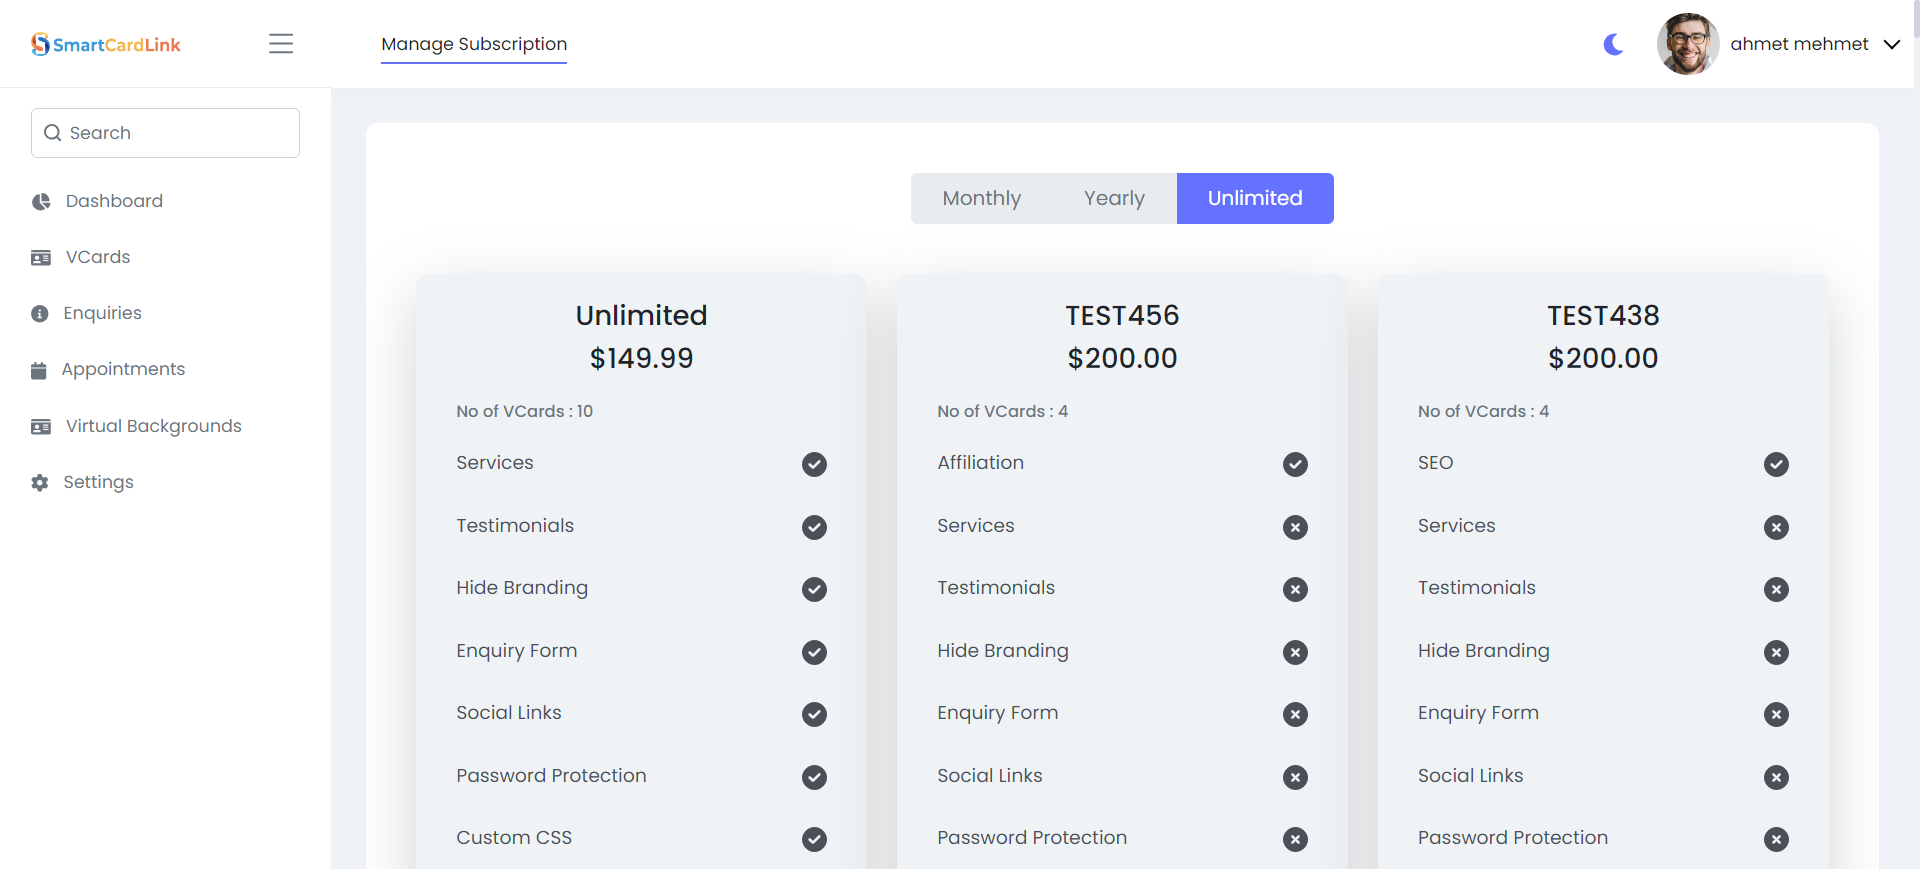 SmartCardLink
Manage Subscription
ahmet mehmet
Search
Dashboard
VCards
Enquiries
Appointments
Virtual Backgrounds
Settings
Monthly Yearly Unlimited
Unlimited
$149.99
No of VCards : 10
Services
Testimonials
Hide Branding
Enquiry Form
Social Links
Password Protection
Custom CSS
TEST456
$200.00
No of VCards : 4
Affiliation
Services
Testimonials
Hide Branding
Enquiry Form
Social Links
Password Protection
TEST438
$200.00
No of VCards : 4
SEO
Services
Testimonials
Hide Branding
Enquiry Form
Social Links
Password Protection